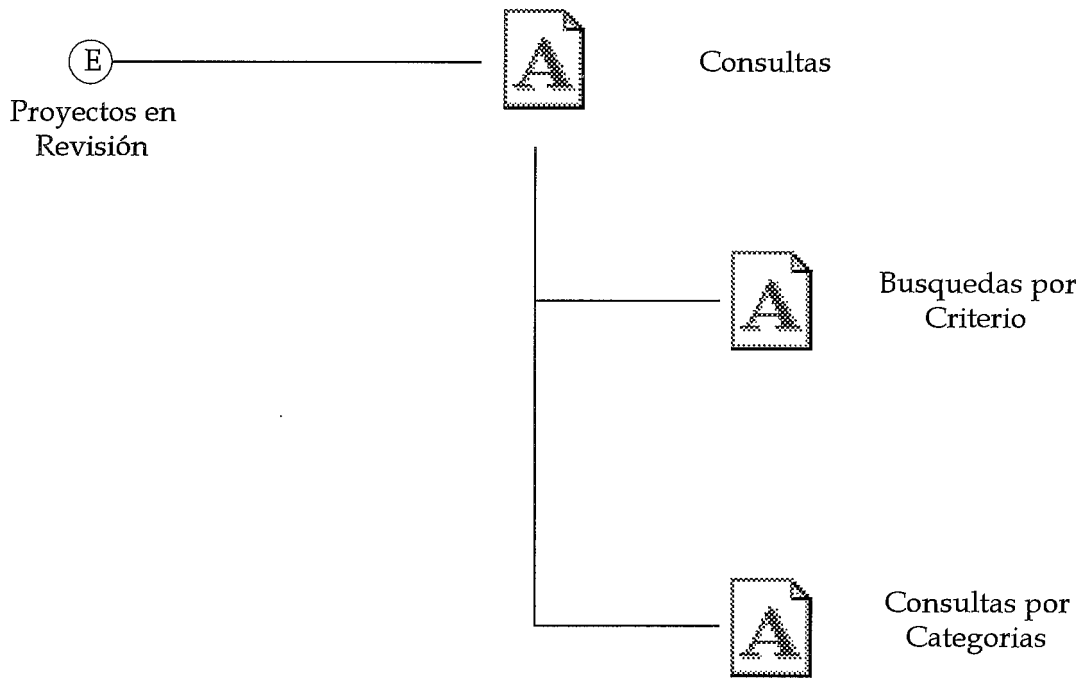 E
Proyectos en
Revisión
A
Consultas
A
Busquedas por
Criterio
A
Consultas por
Categorias